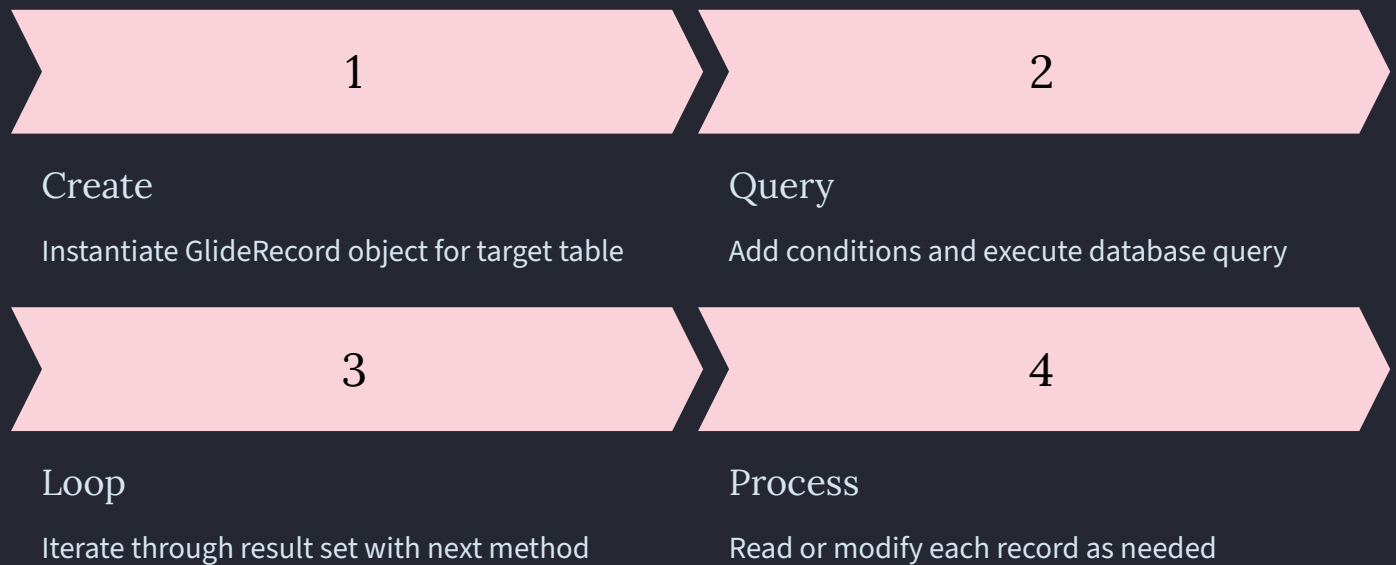 1
2
Create
Instantiate GlideRecord object for target table
Query
Add conditions and execute database query
3
4
Loop
Iterate through result set with next method
Process
Read or modify each record as needed